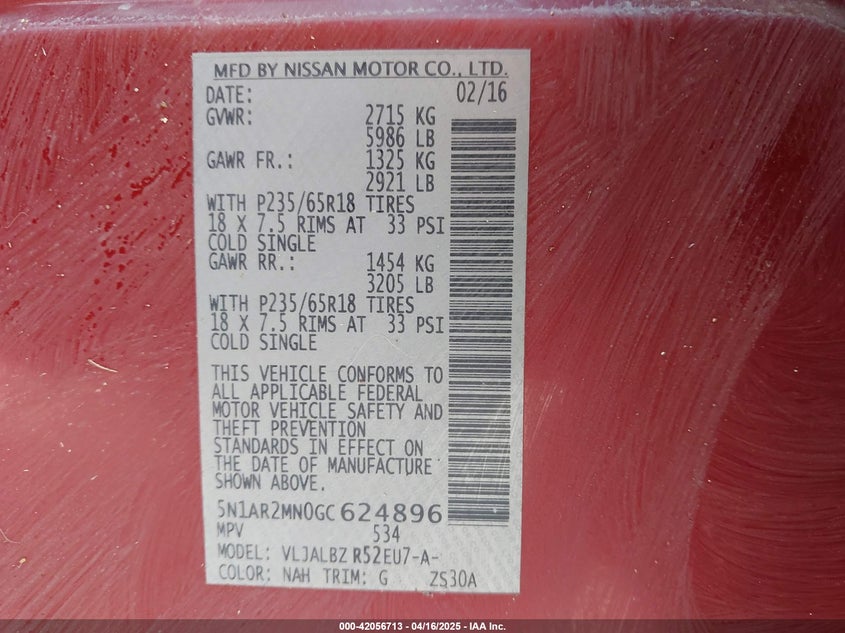 MFD BY NISSAN MOTOR CO., LTD.
DATE: 02/16
GVWR: 2715 KG
5986 LB
GAWR FR.: 1325 KG
2921 LB
WITH P235/65R18 TIRES
18 X 7.5 RIMS AT 33 PSI
COLD SINGLE
GAWR RR.: 1454 KG
3205 LB
WITH P235/65R18 TIRES
18 X 7.5 RIMS AT 33 PSI
COLD SINGLE
THIS VEHICLE CONFORMS TO
ALL APPLICABLE FEDERAL
MOTOR VEHICLE SAFETY AND
THEFT PREVENTION
STANDARDS IN EFFECT ON
THE DATE OF MANUFACTURE
SHOWN ABOVE.
5N1AR2MN0GC624896
MPV 534
MODEL: VLJALBZ R52EU7-A-
COLOR: NAH TRIM: G ZS30A
000-42056713 - 04/16/2025 - IAA Inc.